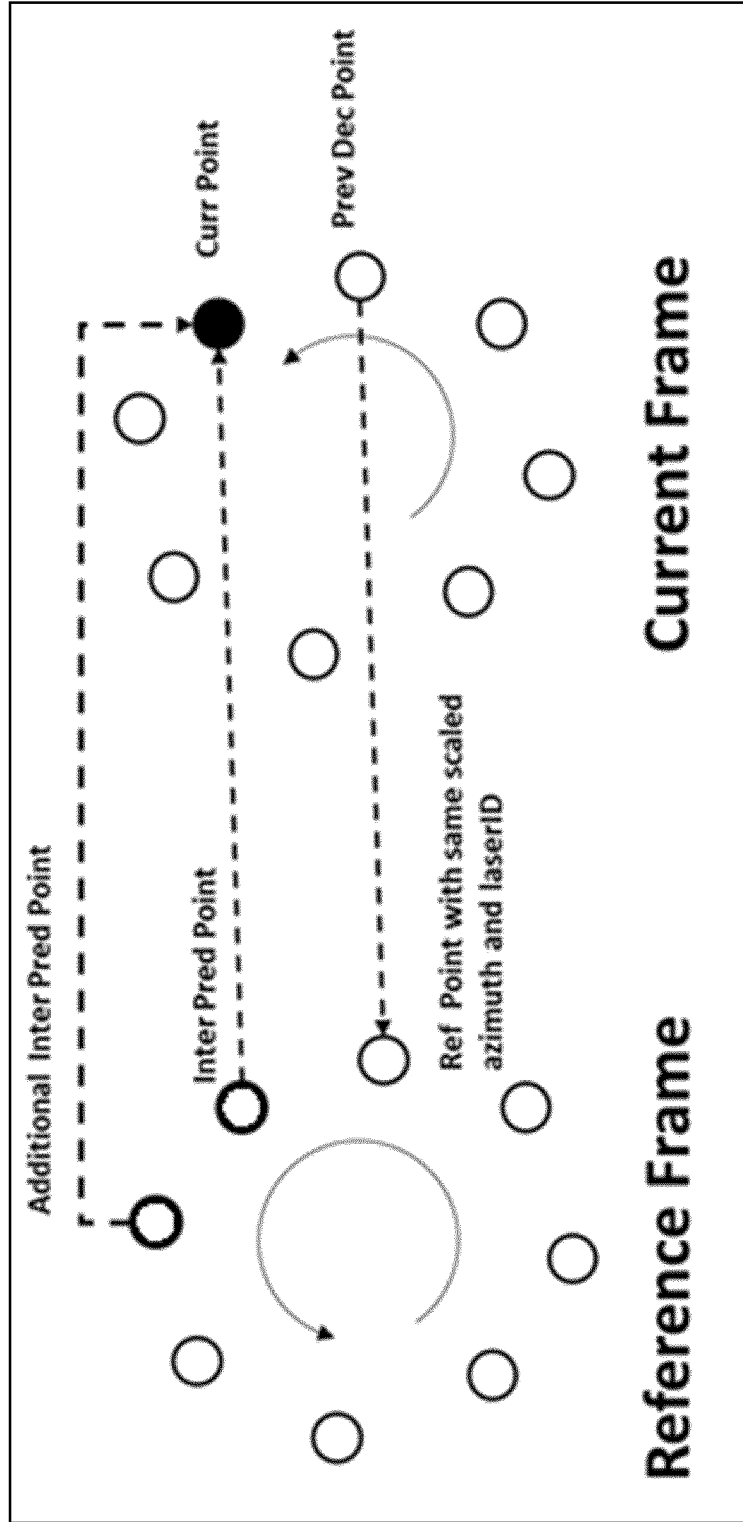 Additional Inter Pred Point
Inter Pred Point
Curr Point
Prev Dec Point
Ref Point with same scaled
azimuth and laserID
Reference Frame
Current Frame